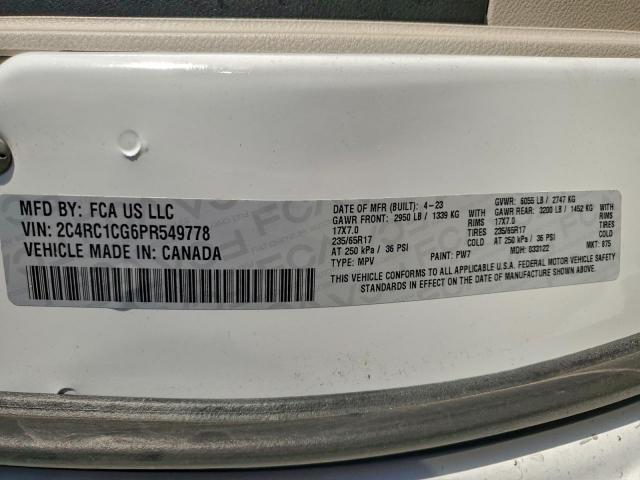 MFD BY: FCA US LLC
VIN: 2C4RC1CG6PR549778
VEHICLE MADE IN: CANADA
DATE OF MFR (BUILT): 4-23 GVWR: 6055 LB / 2747 KG
GAWR FRONT: 2950 LB / 1339 KG WITH GAWR REAR: 3200 LB / 1452 KG WITH
17X7.0 RIMS 17X7.0 RIMS
235/65R17 TIRES 235/65R17 TIRES
AT 250 kPa / 36 PSI AT 250 kPa / 36 PSI
TYPE: MPV PAINT: PW7 MDH: 033122 MKT: 875
THIS VEHICLE CONFORMS TO ALL APPLICABLE U.S.A. FEDERAL MOTOR VEHICLE SAFETY
STANDARDS IN EFFECT ON THE DATE OF MANUFACTURE SHOWN ABOVE